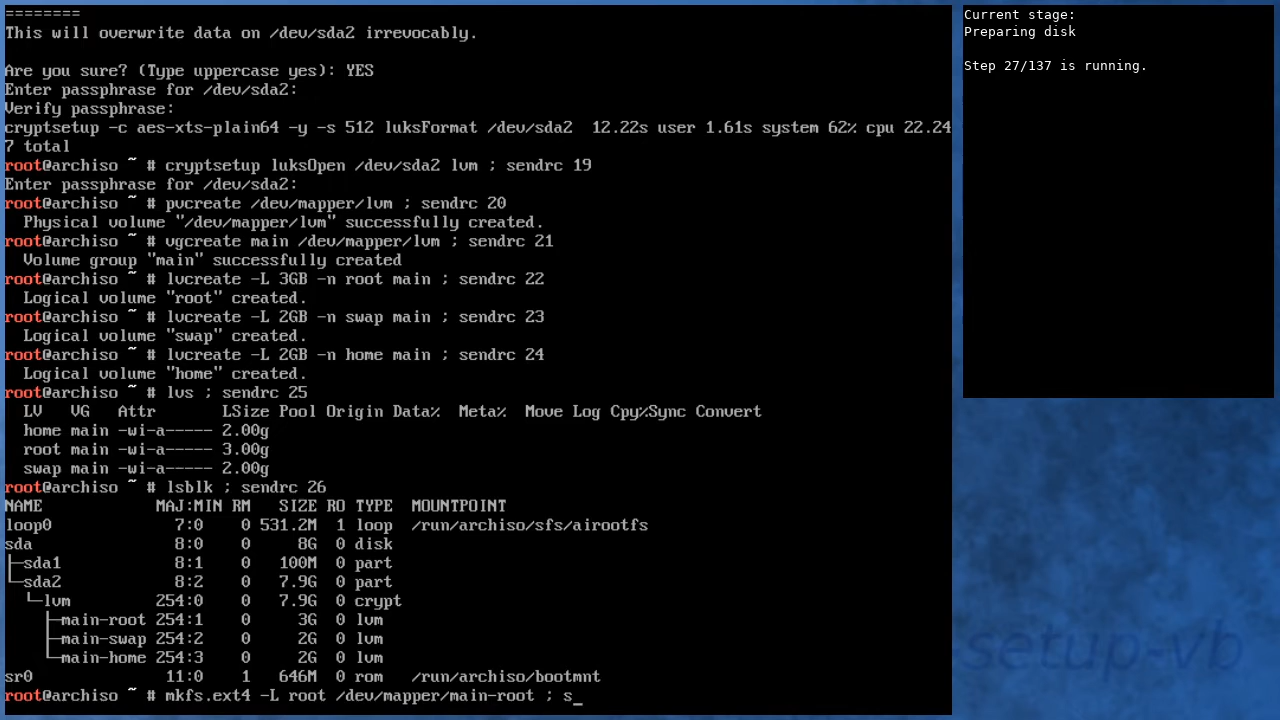 ========
This will overwrite data on /dev/sda2 irrevocably.
Are you sure? (Type uppercase yes): YES
Enter passphrase for /dev/sda2:
Verify passphrase:
cryptsetup -c aes-xts-plain64 -y -s 512 luksFormat /dev/sda2  12.22s user 1.61s system 62% cpu 22.24
7 total
root@archiso ~ # cryptsetup luksOpen /dev/sda2 lvm ; sendrc 19
Enter passphrase for /dev/sda2:
root@archiso ~ # pvcreate /dev/mapper/lvm ; sendrc 20
  Physical volume "/dev/mapper/lvm" successfully created.
root@archiso ~ # vgcreate main /dev/mapper/lvm ; sendrc 21
  Volume group "main" successfully created
root@archiso ~ # lvcreate -L 3GB -n root main ; sendrc 22
  Logical volume "root" created.
root@archiso ~ # lvcreate -L 2GB -n swap main ; sendrc 23
  Logical volume "swap" created.
root@archiso ~ # lvcreate -L 2GB -n home main ; sendrc 24
  Logical volume "home" created.
root@archiso ~ # lvs ; sendrc 25
  LV   VG   Attr       LSize Pool Origin Data%  Meta%  Move Log Cpy%Sync Convert
  home main -wi-a----- 2.00g
  root main -wi-a----- 3.00g
  swap main -wi-a----- 2.00g
root@archiso ~ # lsblk ; sendrc 26
NAME            MAJ:MIN RM   SIZE RO TYPE  MOUNTPOINT
loop0             7:0    0 531.2M  1 loop  /run/archiso/sfs/airootfs
sda               8:0    0     8G  0 disk
├─sda1            8:1    0   100M  0 part
└─sda2            8:2    0   7.9G  0 part
  └─lvm         254:0    0   7.9G  0 crypt
    ├─main-root 254:1    0     3G  0 lvm
    ├─main-swap 254:2    0     2G  0 lvm
    └─main-home 254:3    0     2G  0 lvm
sr0              11:0    1   646M  0 rom   /run/archiso/bootmnt
root@archiso ~ # mkfs.ext4 -L root /dev/mapper/main-root ; s_
Current stage:
Preparing disk
Step 27/137 is running.
setup-vb